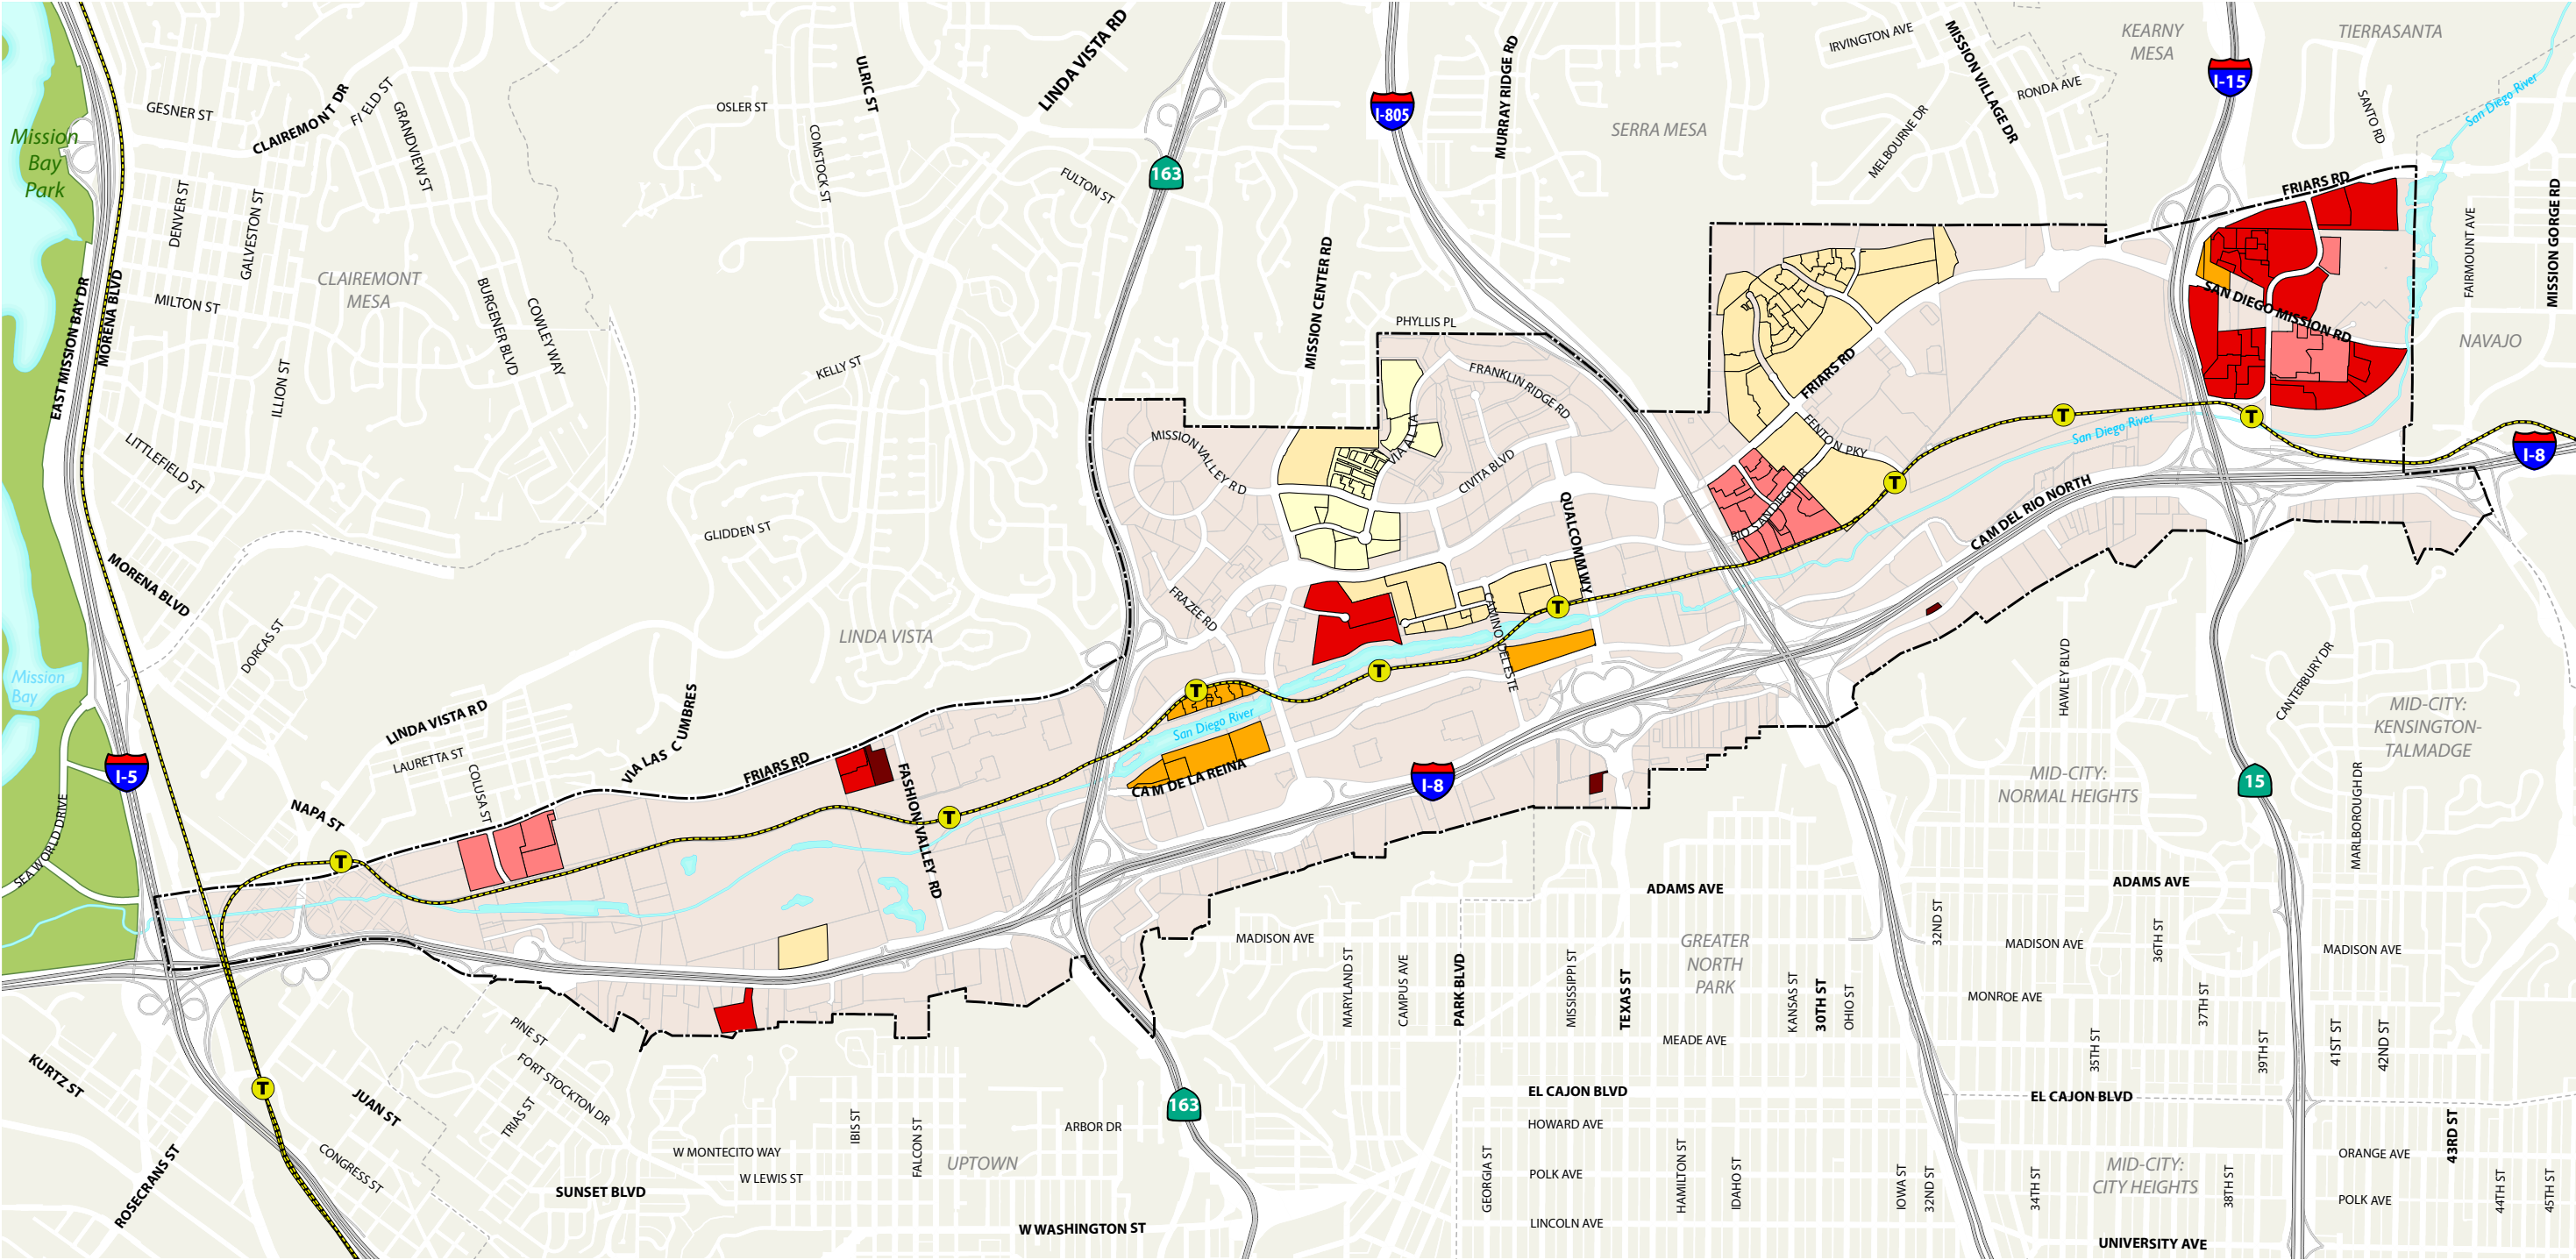 LINDA VISTA RD
KEARNY
MESA
TIERRASANTA
IRVINGTON AVE
MISSION VILLAGE DR
ULRIC ST
MURRAY RIDGE RD
I-15
RONDA AVE
SANTO RD
San Diego River
GESNER ST
CLAIREMONT DR
FIELD ST
GRANDVIEW ST
OSLER ST
I-805
SERRA MESA
MELBOURNE DR
Mission
Bay
Park
COMSTOCK ST
163
FULTON ST
FRIARS RD
DENVER ST
GALVESTON ST
FAIRMOUNT AVE
MISSION GORGE RD
CLAIREMONT
MESA
MISSION CENTER RD
EAST MISSION BAY DR
MORENA BLVD
MILTON ST
BURGENER BLVD
COWLEY WAY
SAN DIEGO MISSION RD
PHYLLIS PL
NAVAJO
ILLION ST
KELLY ST
FRANKLIN RIDGE RD
FRIARS RD
T
T
VIA ALTA
FENTON PKY
San Diego River
LITTLEFIELD ST
MISSION VALLEY RD
CIVITA BLVD
I-8
T
RIO SAN DIEGO DR
QUALCOMM WY
CAM DEL RIO NORTH
GLIDDEN ST
MORENA BLVD
FRAZEE RD
CAMINO DEL ESTE
T
DORCAS ST
LINDA VISTA
HAWLEY BLVD
CANTERBURY DR
Mission
Bay
T
T
LINDA VISTA RD
VIA LAS CUMBRES
San Diego River
MID-CITY:
KENSINGTON-
TALMADGE
LAURETTA ST
COLUSA ST
FRIARS RD
FASHION VALLEY RD
CAM DE LA REINA
I-5
I-8
MID-CITY:
NORMAL HEIGHTS
15
MARLBOROUGH DR
SEA WORLD DRIVE
NAPA ST
T
T
ADAMS AVE
ADAMS AVE
MADISON AVE
GREATER
NORTH
PARK
32ND ST
MADISON AVE
36TH ST
MADISON AVE
MARYLAND ST
CAMPUS AVE
PARK BLVD
MISSISSIPPI ST
TEXAS ST
KANSAS ST
30TH ST
OHIO ST
MONROE AVE
37TH ST
PINE ST
MEADE AVE
35TH ST
39TH ST
41ST ST
42ND ST
KURTZ ST
T
JUAN ST
FORT STOCKTON DR
TRIAS ST
163
EL CAJON BLVD
EL CAJON BLVD
IBIS ST
FALCON ST
ARBOR DR
HOWARD AVE
43RD ST
ROSECRANS ST
CONGRESS ST
W MONTECITO WAY
W LEWIS ST
UPTOWN
GEORGIA ST
POLK AVE
HAMILTON ST
IDAHO ST
IOWA ST
32ND ST
34TH ST
MID-CITY:
CITY HEIGHTS
38TH ST
ORANGE AVE
POLK AVE
44TH ST
45TH ST
SUNSET BLVD
W WASHINGTON ST
LINCOLN AVE
UNIVERSITY AVE